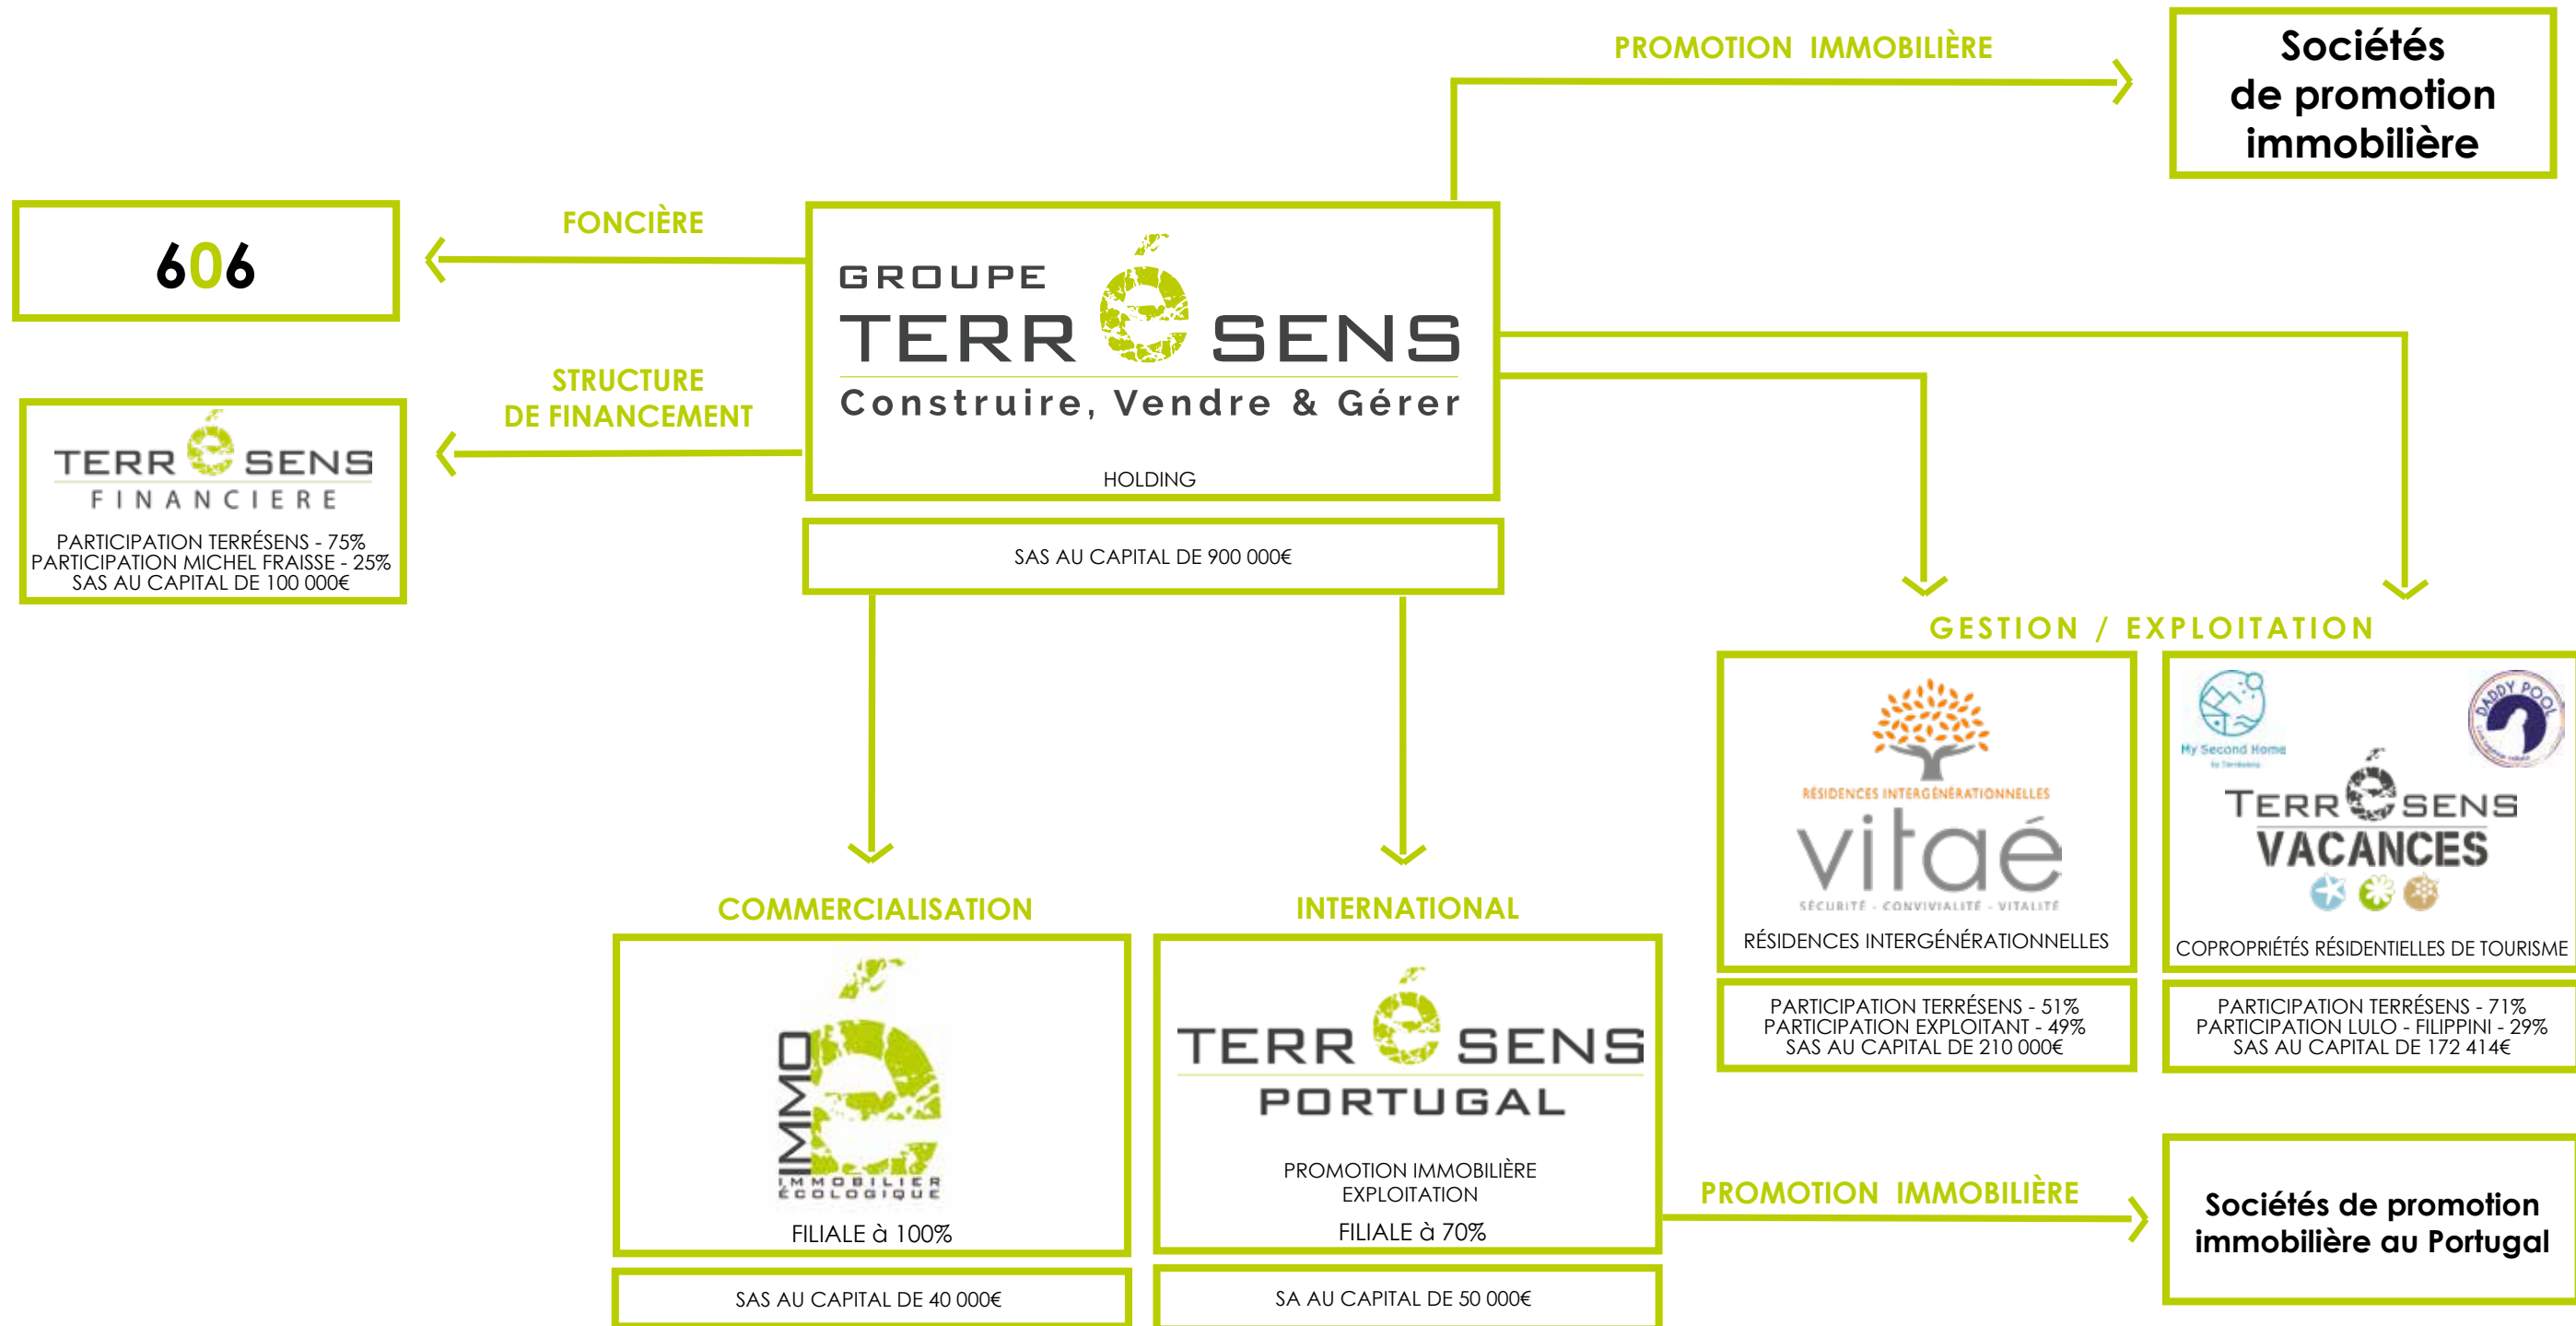 PROMOTION IMMOBILIÈRE
Sociétés
de promotion
immobilière
FONCIÈRE
606
GROUPE
TERRÉSENS
Construire, Vendre & Gérer
HOLDING
SAS AU CAPITAL DE 900 000€
STRUCTURE
DE FINANCEMENT
TERRÉSENS
FINANCIERE
PARTICIPATION TERRÉSENS - 75%
PARTICIPATION MICHEL FRAISSE - 25%
SAS AU CAPITAL DE 100 000€
GESTION / EXPLOITATION
RÉSIDENCES INTERGÉNÉRATIONNELLES
vitaé
SÉCURITÉ - CONVIVIALITÉ - VITALITÉ
RÉSIDENCES INTERGÉNÉRATIONNELLES
PARTICIPATION TERRÉSENS - 51%
PARTICIPATION EXPLOITANT - 49%
SAS AU CAPITAL DE 210 000€
My Second Home
by Terrésens
DADDY POOL
TERRÉSENS
VACANCES
COPROPRIÉTÉS RÉSIDENTIELLES DE TOURISME
PARTICIPATION TERRÉSENS - 71%
PARTICIPATION LULO - FILIPPINI - 29%
SAS AU CAPITAL DE 172 414€
COMMERCIALISATION
IMMO é
IMMOBILIER
ÉCOLOGIQUE
FILIALE à 100%
SAS AU CAPITAL DE 40 000€
INTERNATIONAL
TERRÉSENS
PORTUGAL
PROMOTION IMMOBILIÈRE
EXPLOITATION
FILIALE à 70%
SA AU CAPITAL DE 50 000€
PROMOTION IMMOBILIÈRE
Sociétés de promotion
immobilière au Portugal